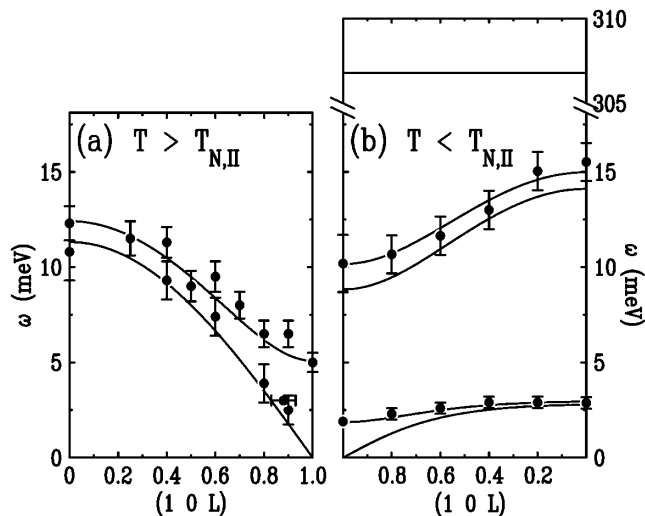 310
305
(a) T > T_N,II
(b) T < T_N,II
15
10
5
0
ω (meV)
15
10
5
0
ω (meV)
0 0.2 0.4 0.6 0.8 1.0
0.8 0.6 0.4 0.2
(1 0 L)
(1 0 L)